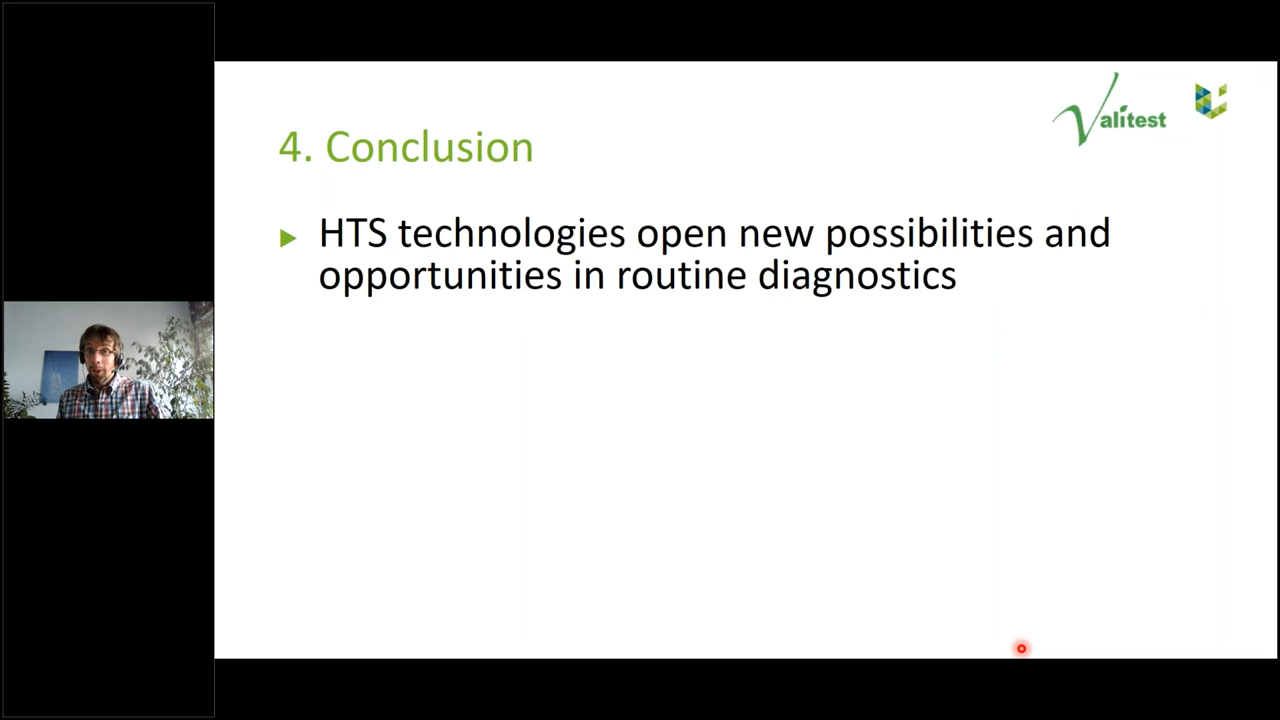 Valitest
4. Conclusion
HTS technologies open new possibilities and
opportunities in routine diagnostics